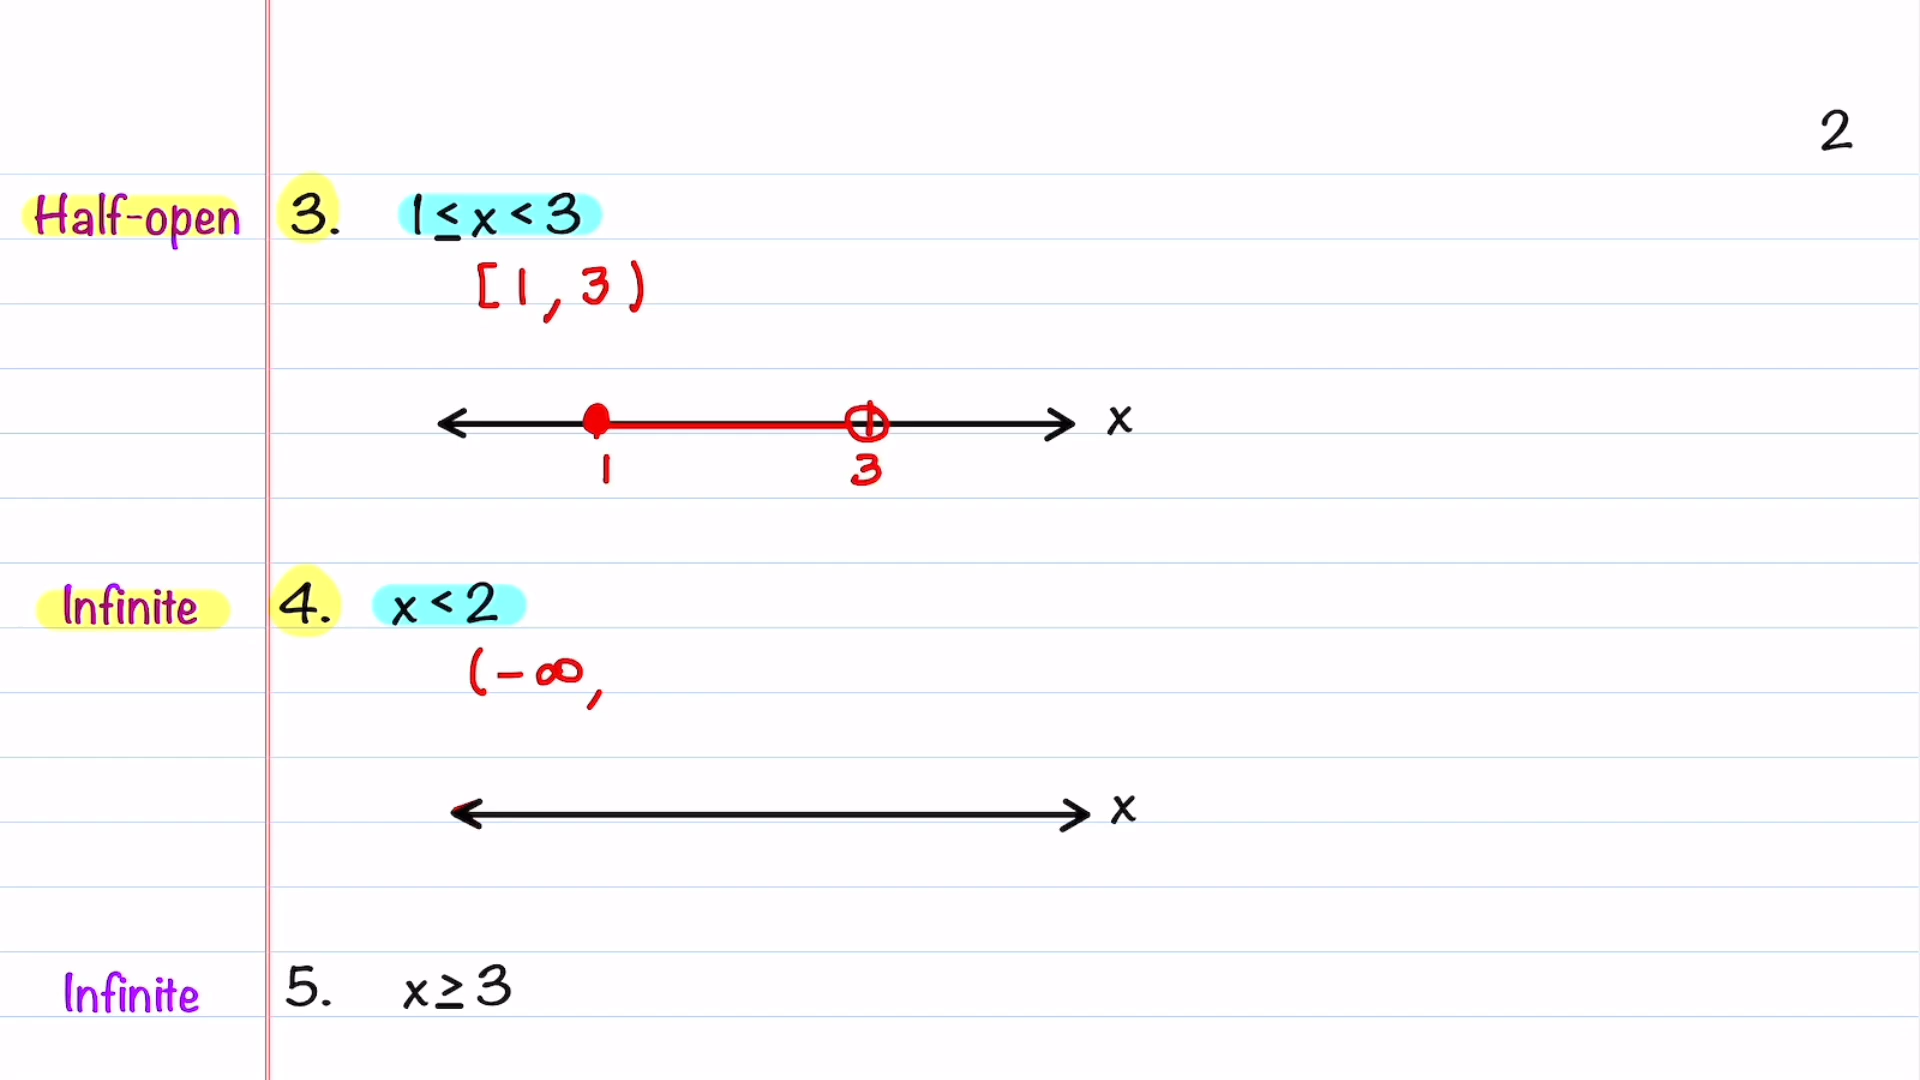 2
Half-open 3. 1 ≤ x < 3
[1, 3)
x
1 3
Infinite 4. x < 2
(-∞,
x
Infinite 5. x ≥ 3